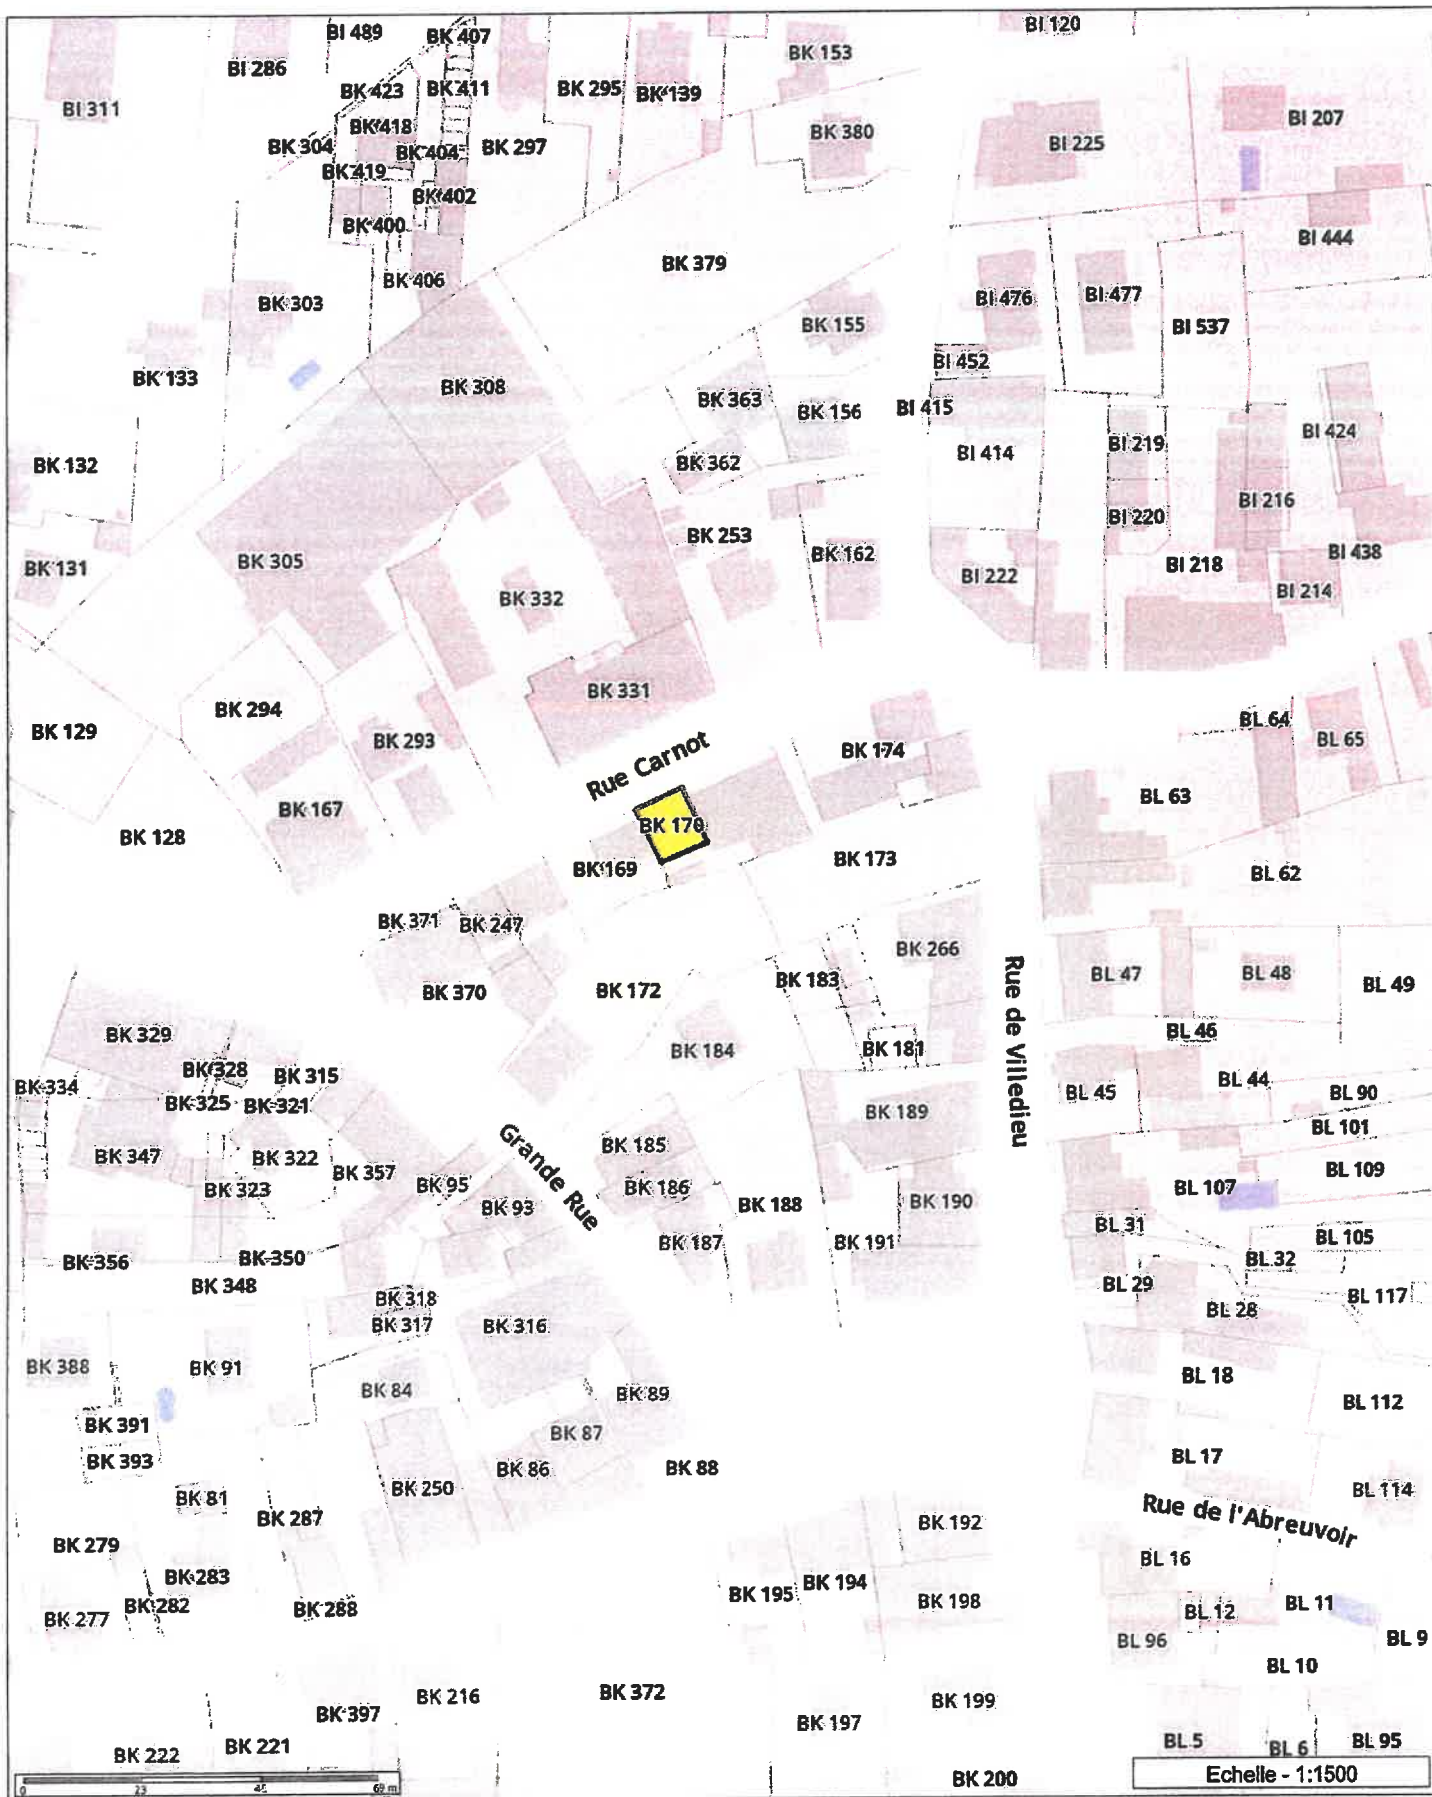 BI 489
BK 407
BI 120
BI 286
BK 153
BI 311
BK 423
BK 411
BK 295
BK 139
BI 207
BK 418
BK 380
BI 225
BK 304
BK 404
BK 297
BK 419
BK 402
BK 400
BI 444
BK 379
BK 406
BK 303
BI 476
BI 477
BK 155
BI 537
BI 452
BK 133
BK 308
BK 363
BK 156
BI 415
BI 424
BI 219
BI 414
BK 132
BK 362
BI 216
BI 220
BK 253
BK 162
BI 438
BK 131
BK 305
BI 218
BI 222
BI 214
BK 332
BK 331
BK 294
BL 64
BK 129
BK 293
BL 65
Rue Carnot
BK 174
BL 63
BK 167
BK 170
BK 128
BK 173
BK 169
BL 62
BK 371
BK 247
BK 266
BL 47
BL 48
BK 183
BL 49
BK 370
BK 172
Rue de Villedieu
BK 329
BL 46
BK 184
BK 181
BK 328
BK 315
BL 44
BK 334
BL 45
BL 90
BK 325
BK 321
BK 189
BL 101
BK 185
BK 347
BK 322
BK 357
BL 109
Grande Rue
BK 95
BK 323
BK 186
BL 107
BK 93
BK 188
BK 190
BL 31
BK 187
BK 191
BL 105
BK 356
BK 350
BL 32
BK 348
BL 29
BK 318
BL 117
BL 28
BK 317
BK 316
BK 388
BK 91
BL 18
BK 84
BK 89
BL 112
BK 391
BK 87
BK 393
BL 17
BK 86
BK 88
BK 250
BL 114
BK 81
Rue de l'Abreuvoir
BK 287
BK 192
BK 279
BL 16
BK 283
BK 194
BK 195
BK 198
BK 282
BL 11
BK 288
BL 12
BK 277
BL 96
BL 9
BL 10
BK 372
BK 216
BK 199
BK 397
BK 197
BL 5
BL 95
BK 221
BL 6
BK 222
BK 200
Echelle - 1:1500
0 23 45 69 m